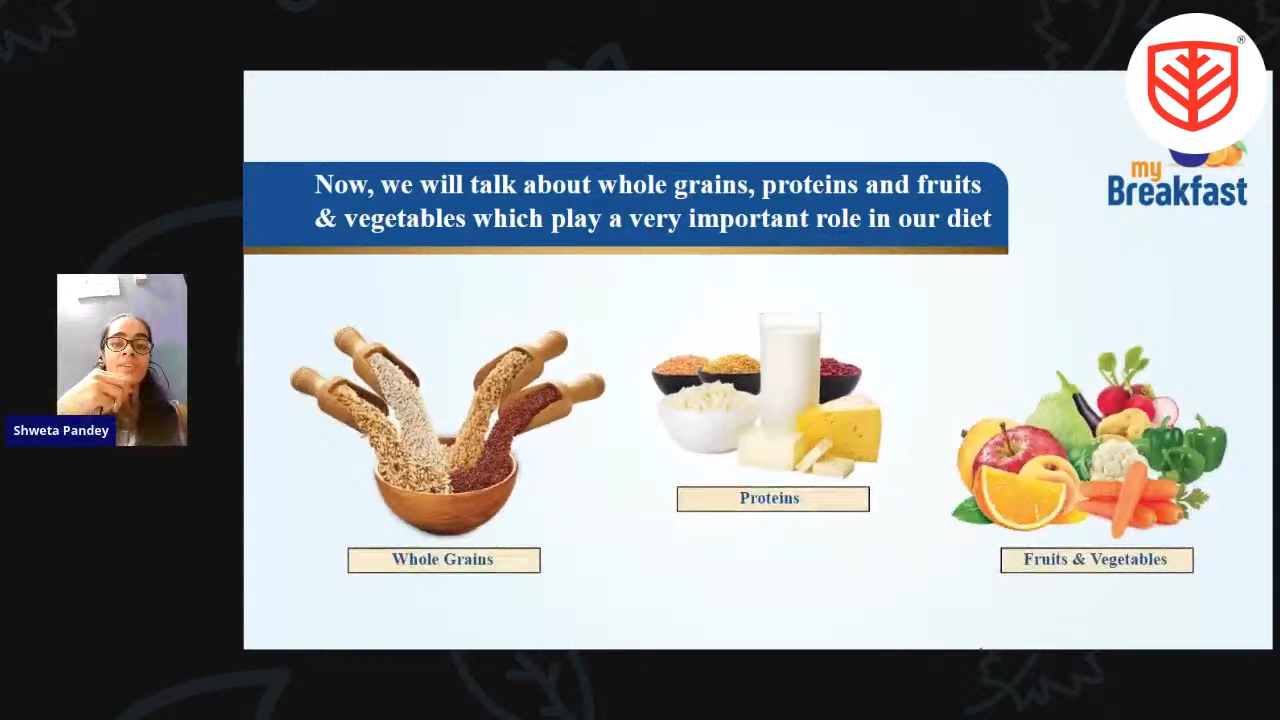 ®
my
Breakfast
Now, we will talk about whole grains, proteins and fruits
& vegetables which play a very important role in our diet
Shweta Pandey
Proteins
Whole Grains
Fruits & Vegetables